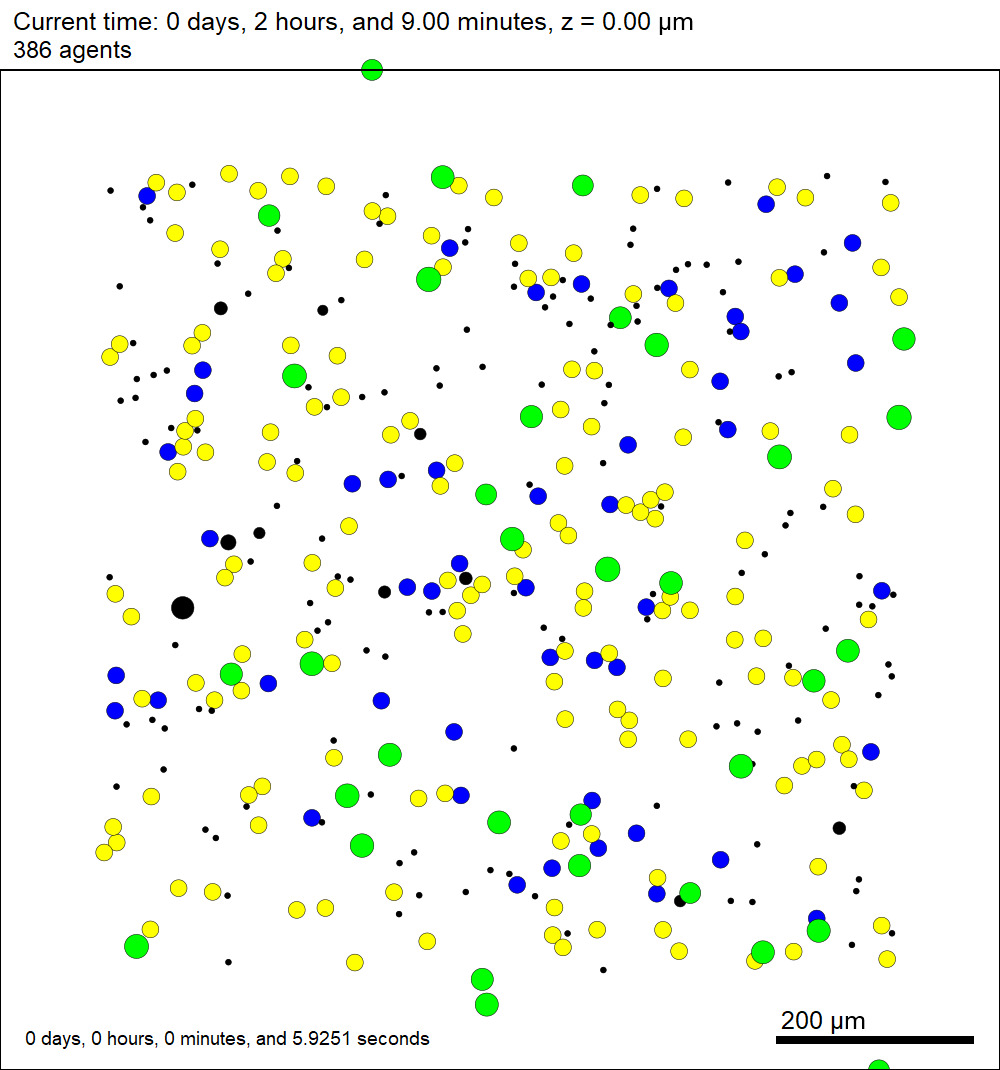 Current time: 0 days, 2 hours, and 9.00 minutes, z = 0.00 µm
386 agents
200 µm
0 days, 0 hours, 0 minutes, and 5.9251 seconds